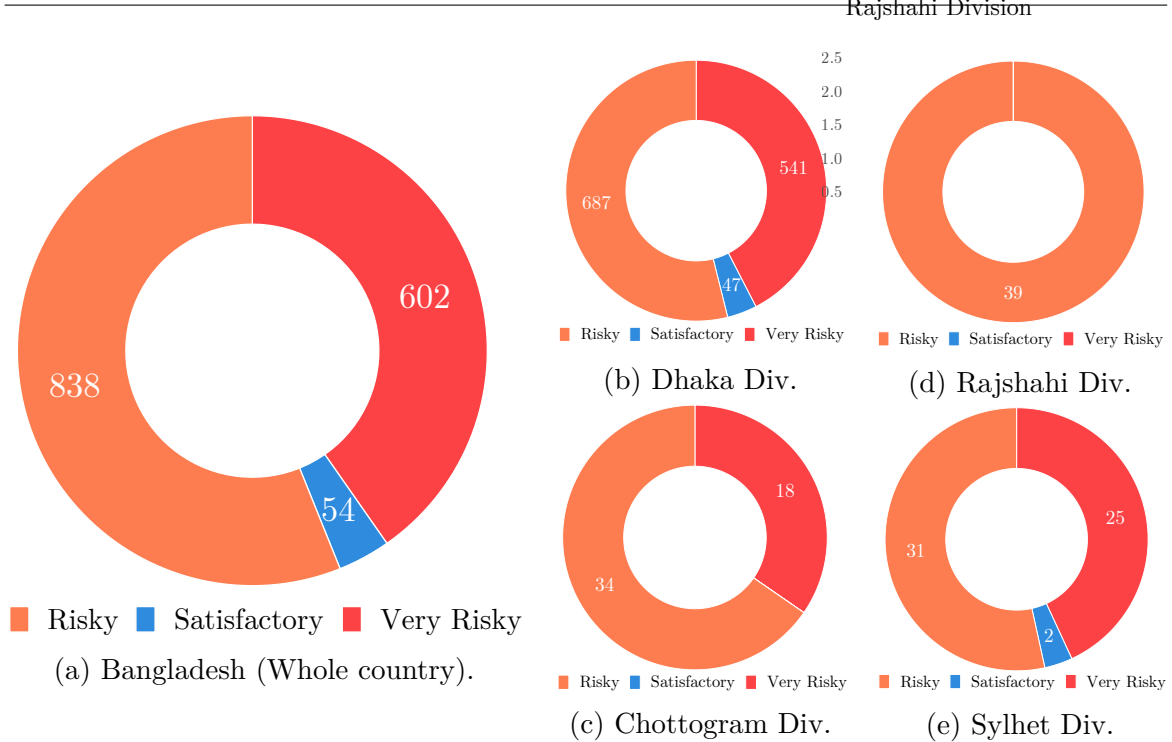 Rajshahi Division
838
602
54
Risky Satisfactory Very Risky
(a) Bangladesh (Whole country).
687
541
47
Risky Satisfactory Very Risky
(b) Dhaka Div.
2.5
2.0
1.5
1.0
0.5
39
Risky Satisfactory Very Risky
(d) Rajshahi Div.
34
18
Risky Satisfactory Very Risky
(c) Chottogram Div.
31
25
2
Risky Satisfactory Very Risky
(e) Sylhet Div.